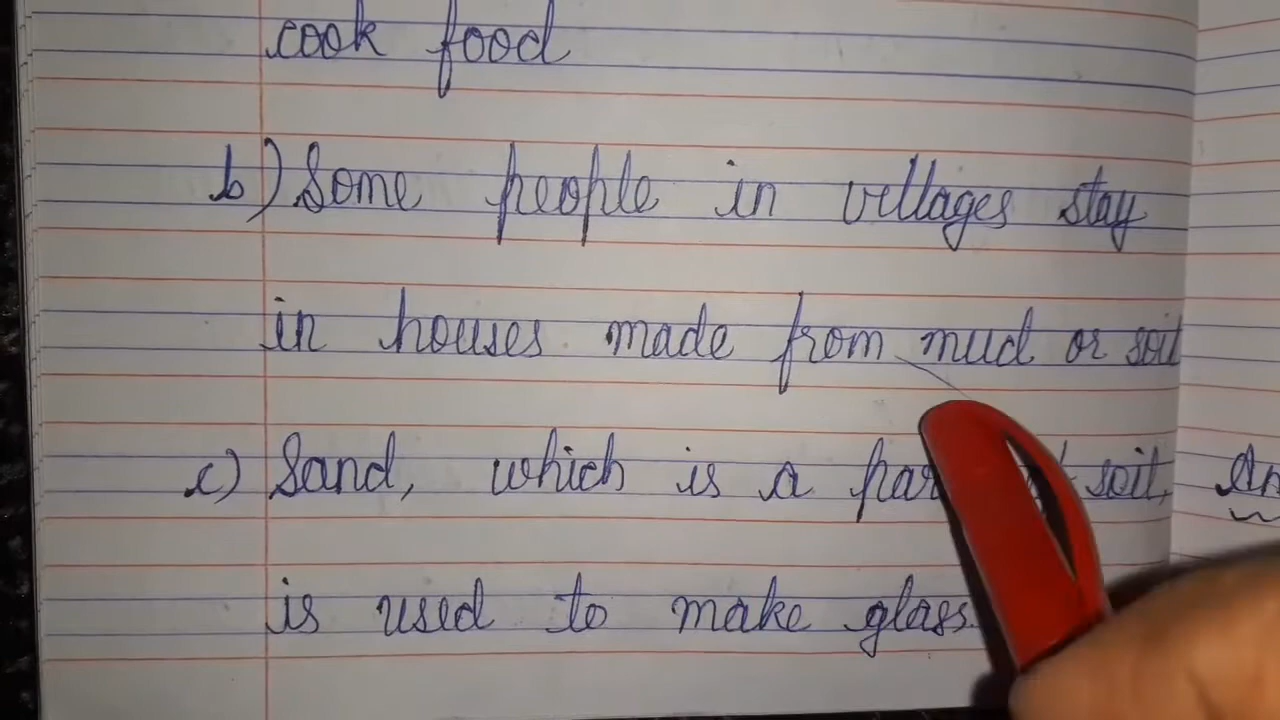 cook food
b) Some people in villages stay
in houses made from mud or soil
c) Sand, which is a soil,
is used to make glass.